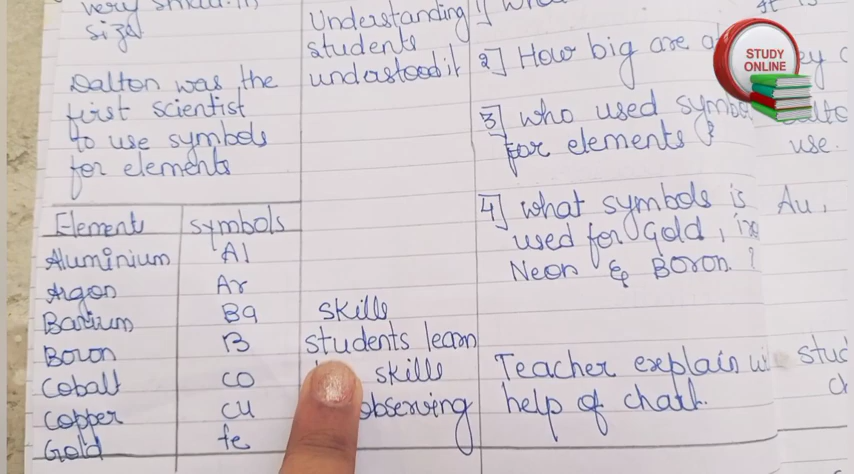 size
Dalton was the
first scientist
to use symbols
for elements
Element symbols
Aluminium Al
Argon Ar
Barium Ba
Boron B
Cobalt CO
Copper CU
Gold fe
Understanding
students
understood it
skills
students learn
skills
observing
2] How big are
3] who used
for elements ?
4] what symbols is
used for Gold,
Neon & Boron. ?
Teacher explain
help of chart.
use.
Au,
STUDY
ONLINE